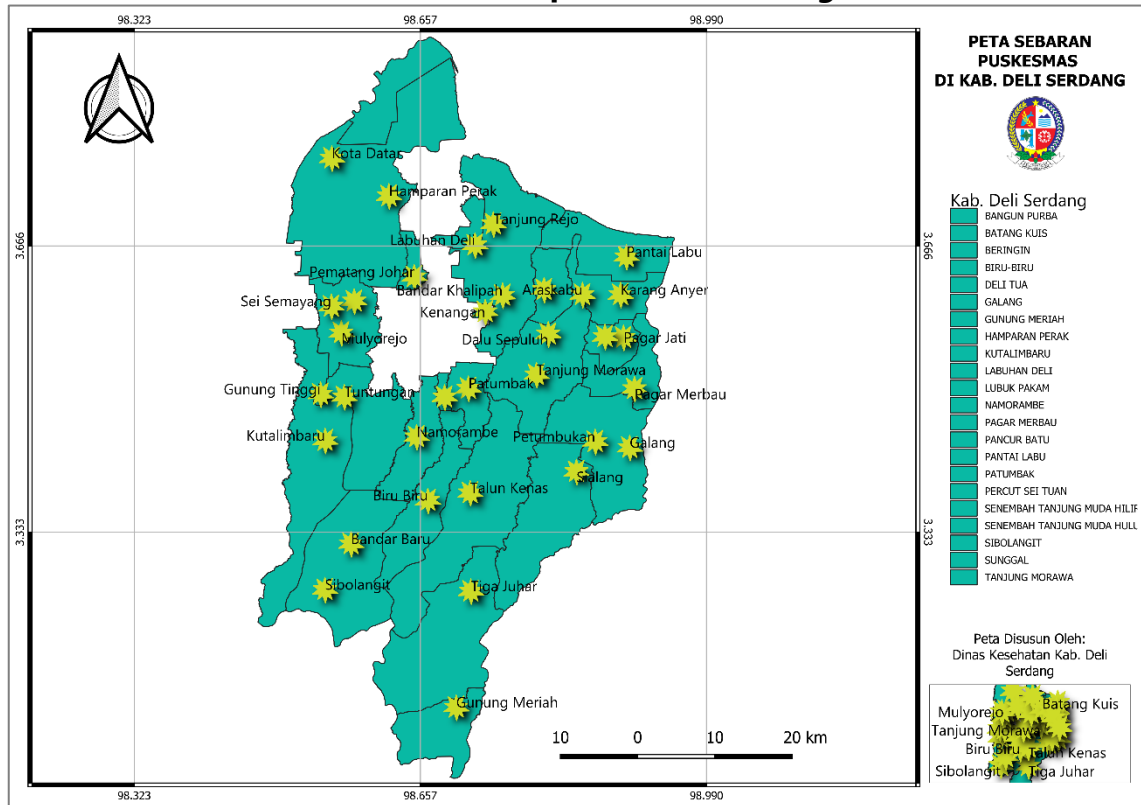 98.323
98.657
98.990
PETA SEBARAN
PUSKESMAS
DI KAB. DELI SERDANG
Kota Datar
Hamparan Perak
Tanjung Rejo
Labuhan Deli
3.666
3.666
Pantai Labu
Pematang Johar
Bandar Khalipah
Araskabu
Karang Anyer
Sei Semayang
Kenangan
Mulyorejo
Dalu Sepuluh
Pagar Jati
Tanjung Morawa
Gunung Tinggi
Tuntungan
Patumbak
Pagar Merbau
Kutalimbaru
Namorambe
Petumbukan
Galang
Sialang
Biru Biru
Talun Kenas
3.333
3.333
Bandar Baru
Sibolangit
Tiga Juhar
Gunung Meriah
10 0 10 20 km
98.323
98.657
98.990
Kab. Deli Serdang
BANGUN PURBA
BATANG KUIS
BERINGIN
BIRU-BIRU
DELI TUA
GALANG
GUNUNG MERIAH
HAMPARAN PERAK
KUTALIMBARU
LABUHAN DELI
LUBUK PAKAM
NAMORAMBE
PAGAR MERBAU
PANCUR BATU
PANTAI LABU
PATUMBAK
PERCUT SEI TUAN
SENEMBAH TANJUNG MUDA HILIR
SENEMBAH TANJUNG MUDA HULU
SIBOLANGIT
SUNGGAL
TANJUNG MORAWA
Peta Disusun Oleh:
Dinas Kesehatan Kab. Deli
Serdang
Batang Kuis
Mulyorejo
Tanjung Morawa
Biru Biru
Talun Kenas
Sibolangit
Tiga Juhar